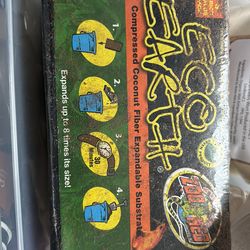 ECO
EARTH®
Compressed Coconut Fiber Expandable Substrate
ZOO MED
1.
2.
3.
30
4.
Expands up to 8 times its size!